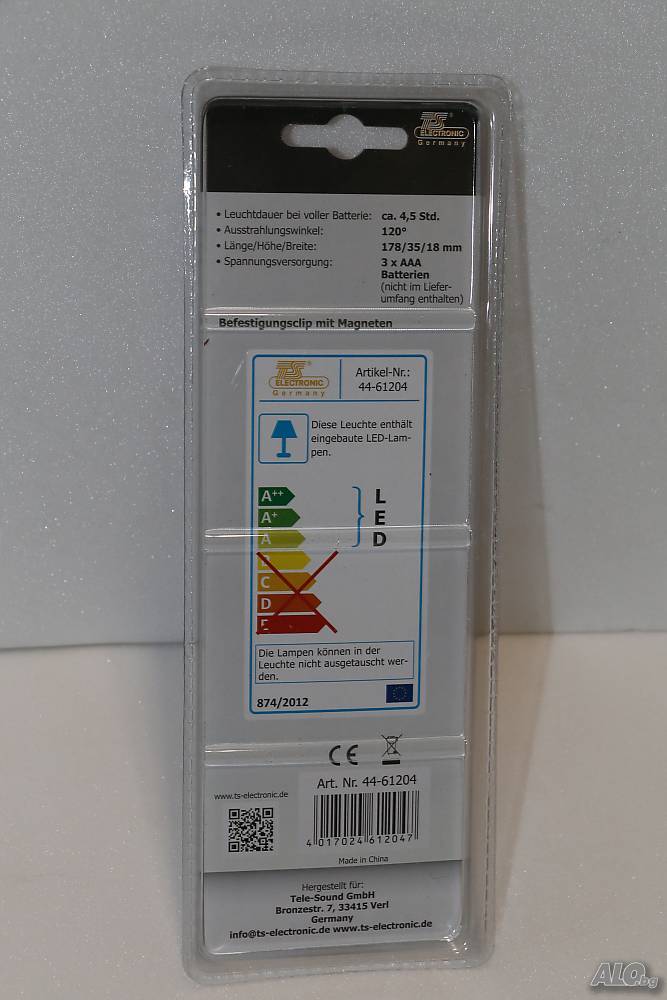 TS®
ELECTRONIC
Germany
• Leuchtdauer bei voller Batterie: ca. 4,5 Std.
• Ausstrahlungswinkel: 120°
• Länge/Höhe/Breite: 178/35/18 mm
• Spannungsversorgung: 3 x AAA
Batterien
(nicht im Liefer-
umfang enthalten)
Befestigungsclip mit Magneten
TS®
ELECTRONIC
Germany
Artikel-Nr.:
44-61204
Diese Leuchte enthält
eingebaute LED-Lam-
pen.
A++
A+
A
B
C
D
E
L
E
D
Die Lampen können in der
Leuchte nicht ausgetauscht wer-
den.
874/2012
CE
Art. Nr. 44-61204
www.ts-electronic.de
4 017024 612047
Made in China
Hergestellt für:
Tele-Sound GmbH
Bronzestr. 7, 33415 Verl
Germany
info@ts-electronic.de www.ts-electronic.de
ALO.bg